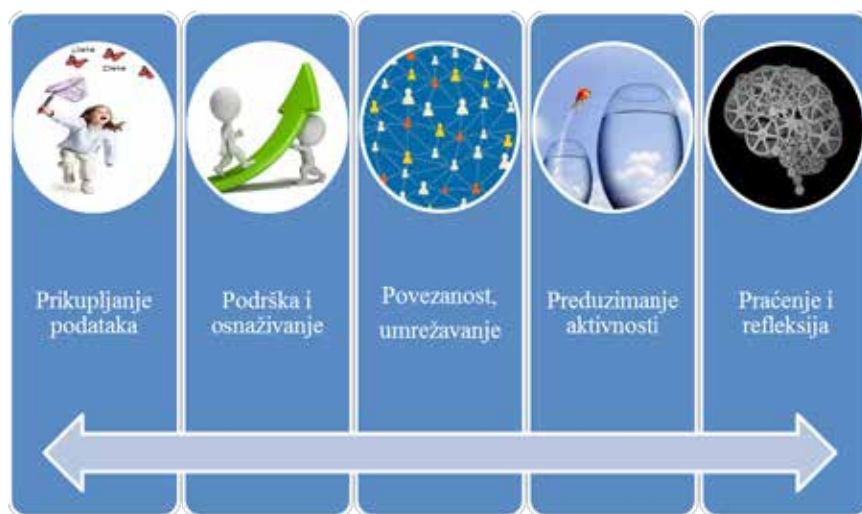 Prikupljanje
podataka
Podrška i
osnaživanje
Povezanost,
umrežavanje
Preduzimanje
aktivnosti
Praćenje i
refleksija